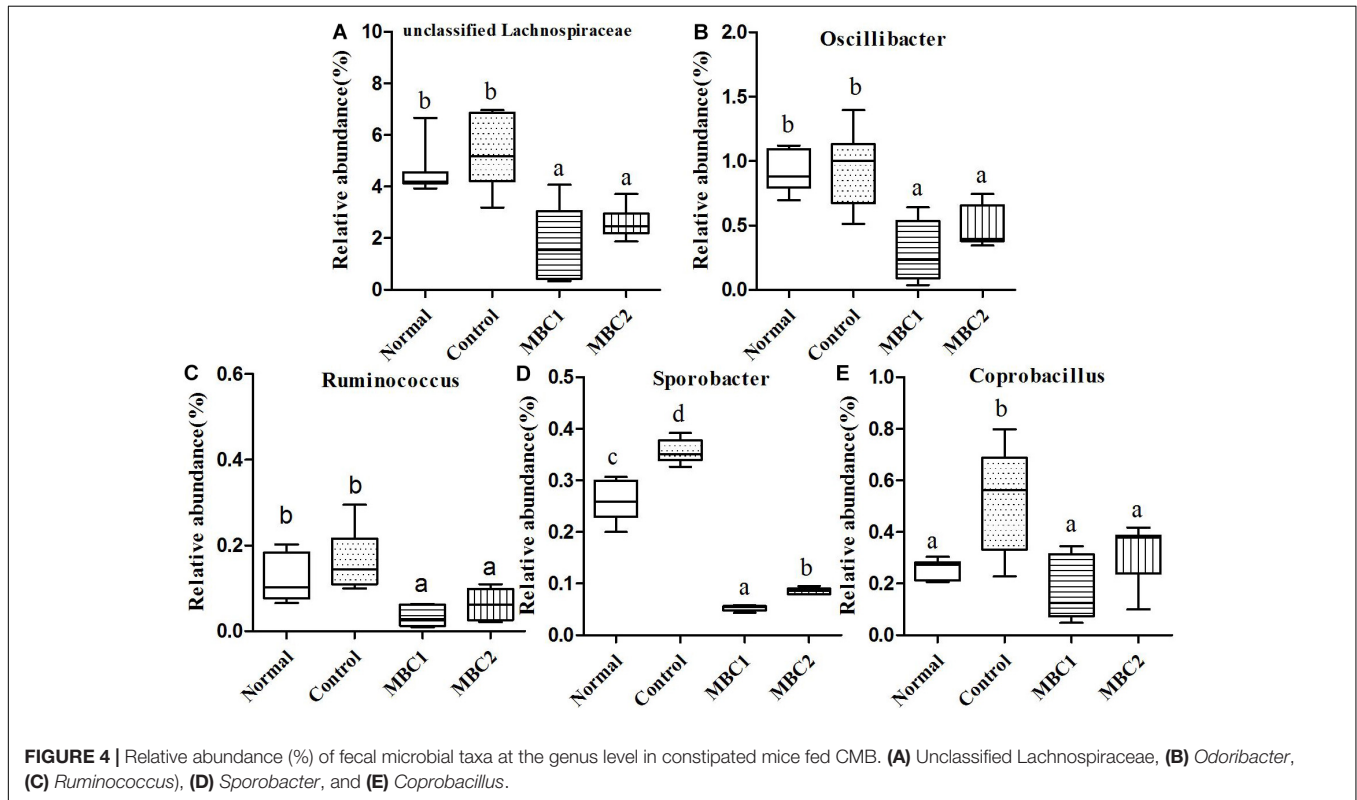 A
unclassified Lachnospiraceae
Relative abundance(%)
10
8
6
4
2
0
b
b
a
a
Normal
Control
MBC1
MBC2
B
Oscillibacter
Relative abundance(%)
2.0
1.5
1.0
0.5
0.0
b
b
a
a
Normal
Control
MBC1
MBC2
C
Ruminococcus
Relative abundance(%)
0.6
0.4
0.2
0.0
b
b
a
a
Normal
Control
MBC1
MBC2
D
Sporobacter
Relative abundance(%)
0.5
0.4
0.3
0.2
0.1
0.0
c
d
a
b
Normal
Control
MBC1
MBC2
E
Coprobacillus
Relative abundance(%)
1.0
0.8
0.6
0.4
0.2
0.0
a
b
a
a
Normal
Control
MBC1
MBC2
FIGURE 4 | Relative abundance (%) of fecal microbial taxa at the genus level in constipated mice fed CMB. (A) Unclassified Lachnospiraceae, (B) Odoribacter,
(C) Ruminococcus), (D) Sporobacter, and (E) Coprobacillus.